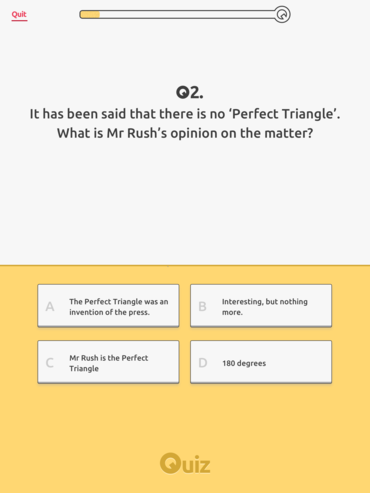 Quit
Q2.
It has been said that there is no ‘Perfect Triangle’.
What is Mr Rush’s opinion on the matter?
A
The Perfect Triangle was an
invention of the press.
B
Interesting, but nothing
more.
C
Mr Rush is the Perfect
Triangle
D
180 degrees
Quiz